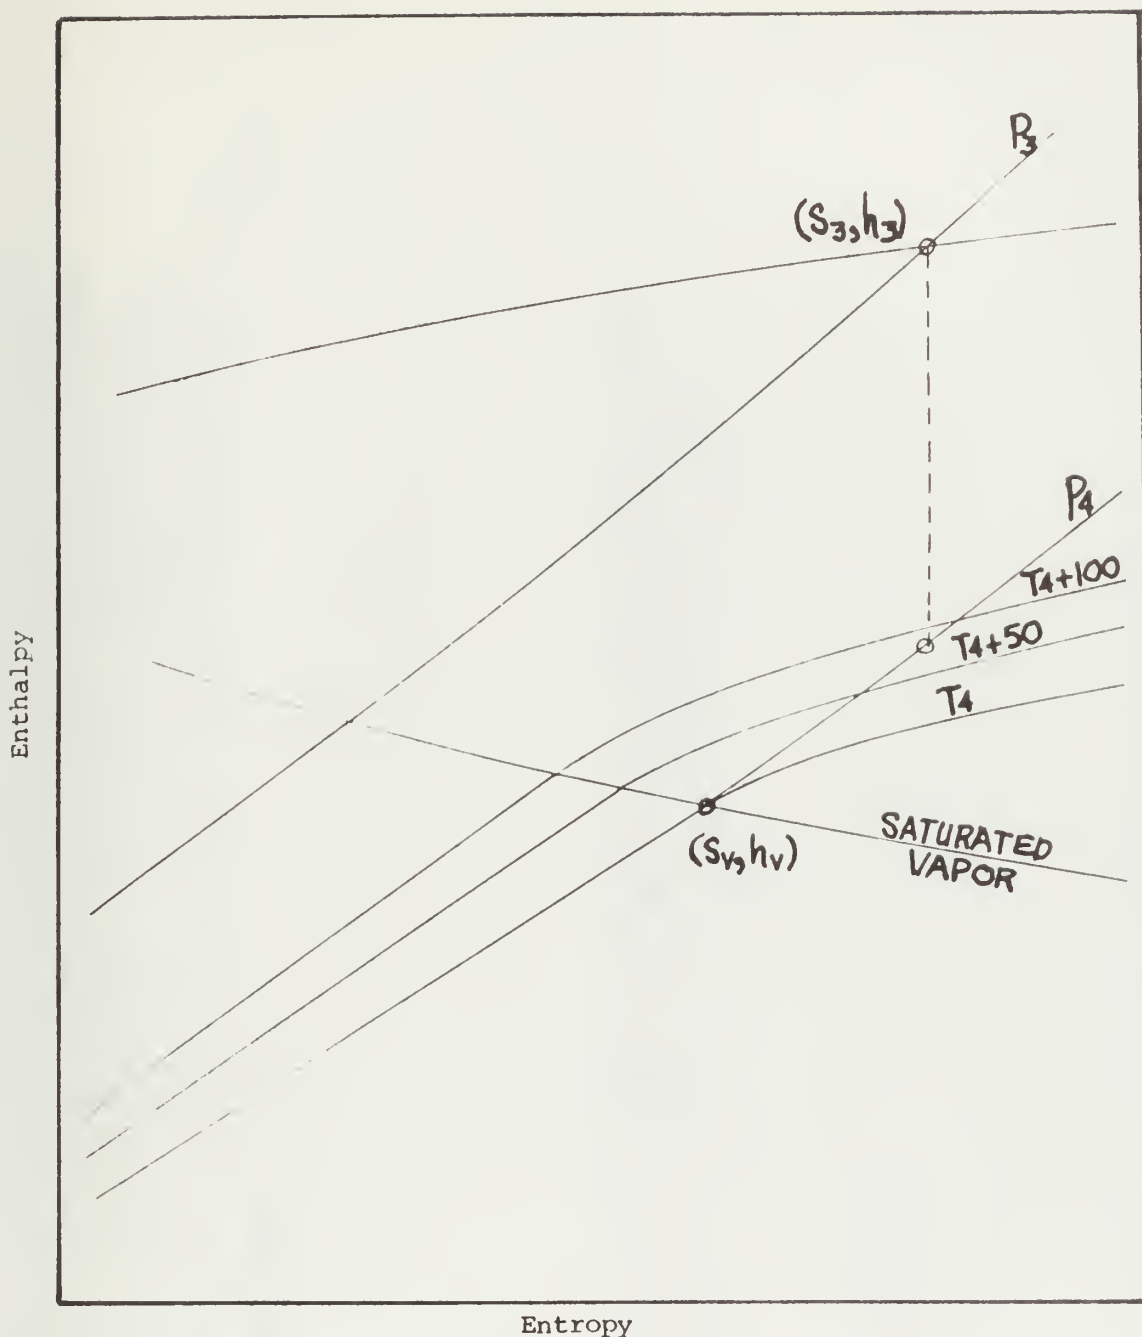 P3
(S3, h3)
P4
T4+100
T4+50
T4
(Sv, hv)
SATURATED
VAPOR
Enthalpy
Entropy